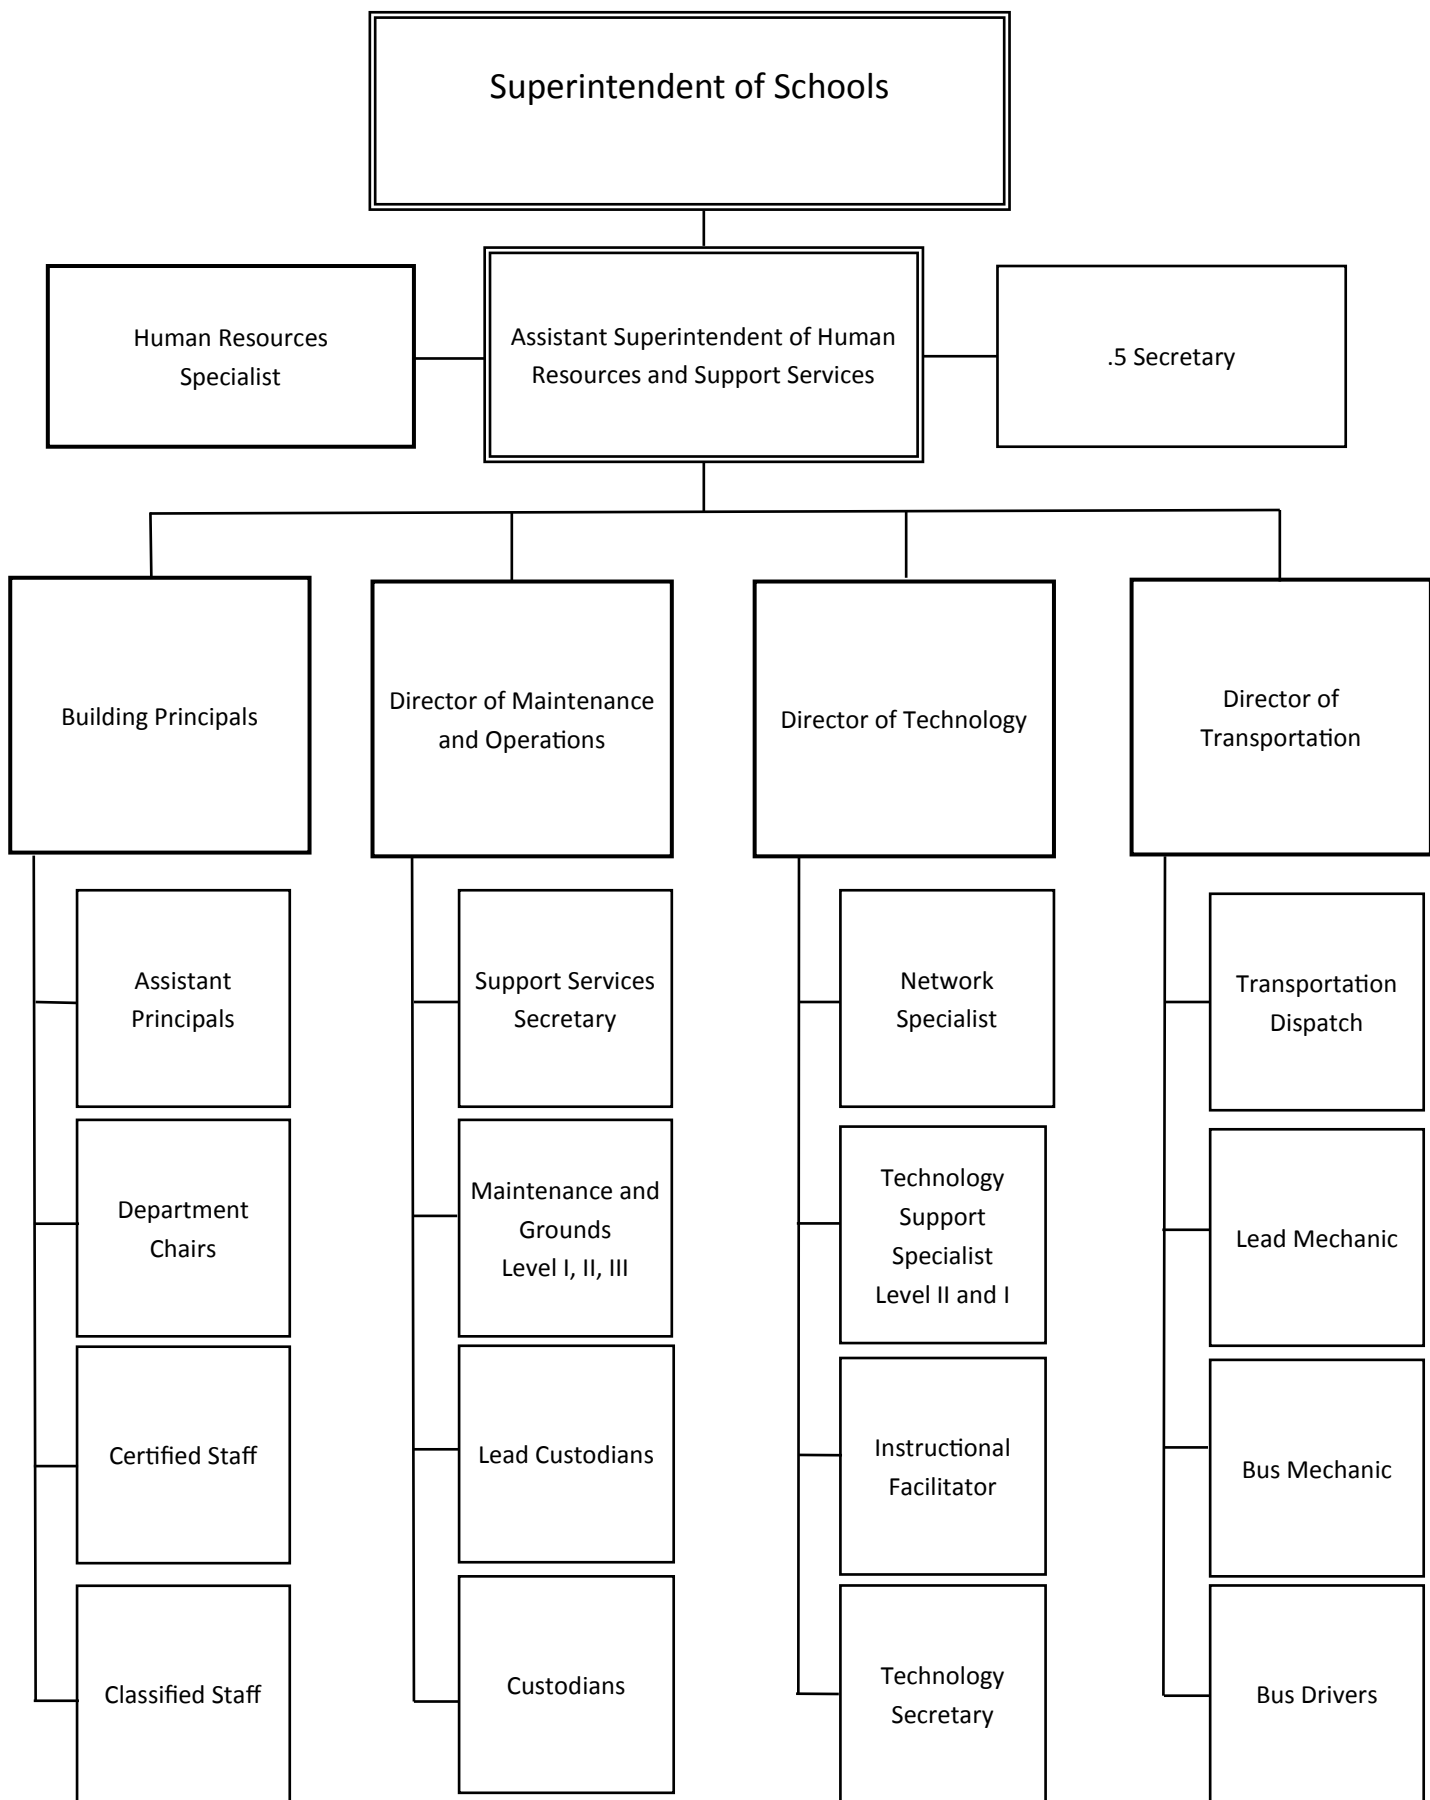 Superintendent of Schools
Human Resources
Specialist
Assistant Superintendent of Human
Resources and Support Services
.5 Secretary
Building Principals
Director of Maintenance
and Operations
Director of Technology
Director of
Transportation
Assistant
Principals
Support Services
Secretary
Network
Specialist
Transportation
Dispatch
Department
Chairs
Maintenance and
Grounds
Level I, II, III
Technology
Support
Specialist
Level II and I
Lead Mechanic
Certified Staff
Lead Custodians
Instructional
Facilitator
Bus Mechanic
Classified Staff
Custodians
Technology
Secretary
Bus Drivers